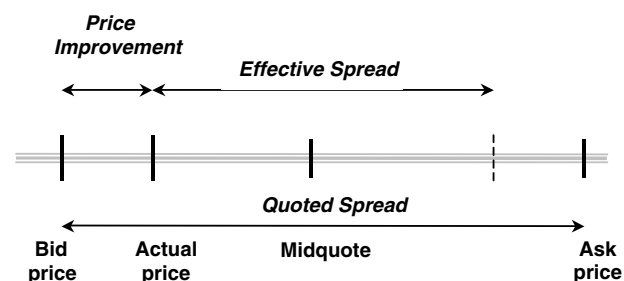 Price
Improvement
Effective Spread
Quoted Spread
Bid
price
Actual
price
Midquote
Ask
price